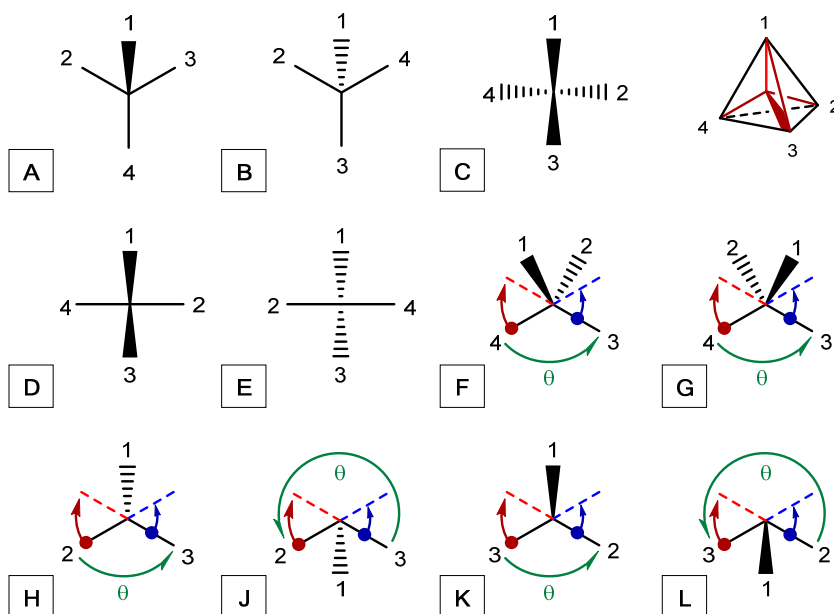 1 2 3 4 A
1 2 4 3 B
1 4 2 3 C
1 2 4 3
1 4 2 3 D
1 2 4 3 E
1 2 4 3 θ F
2 1 4 3 θ G
1 2 3 θ H
θ 2 3 1 J
1 3 2 θ K
θ 3 2 1 L